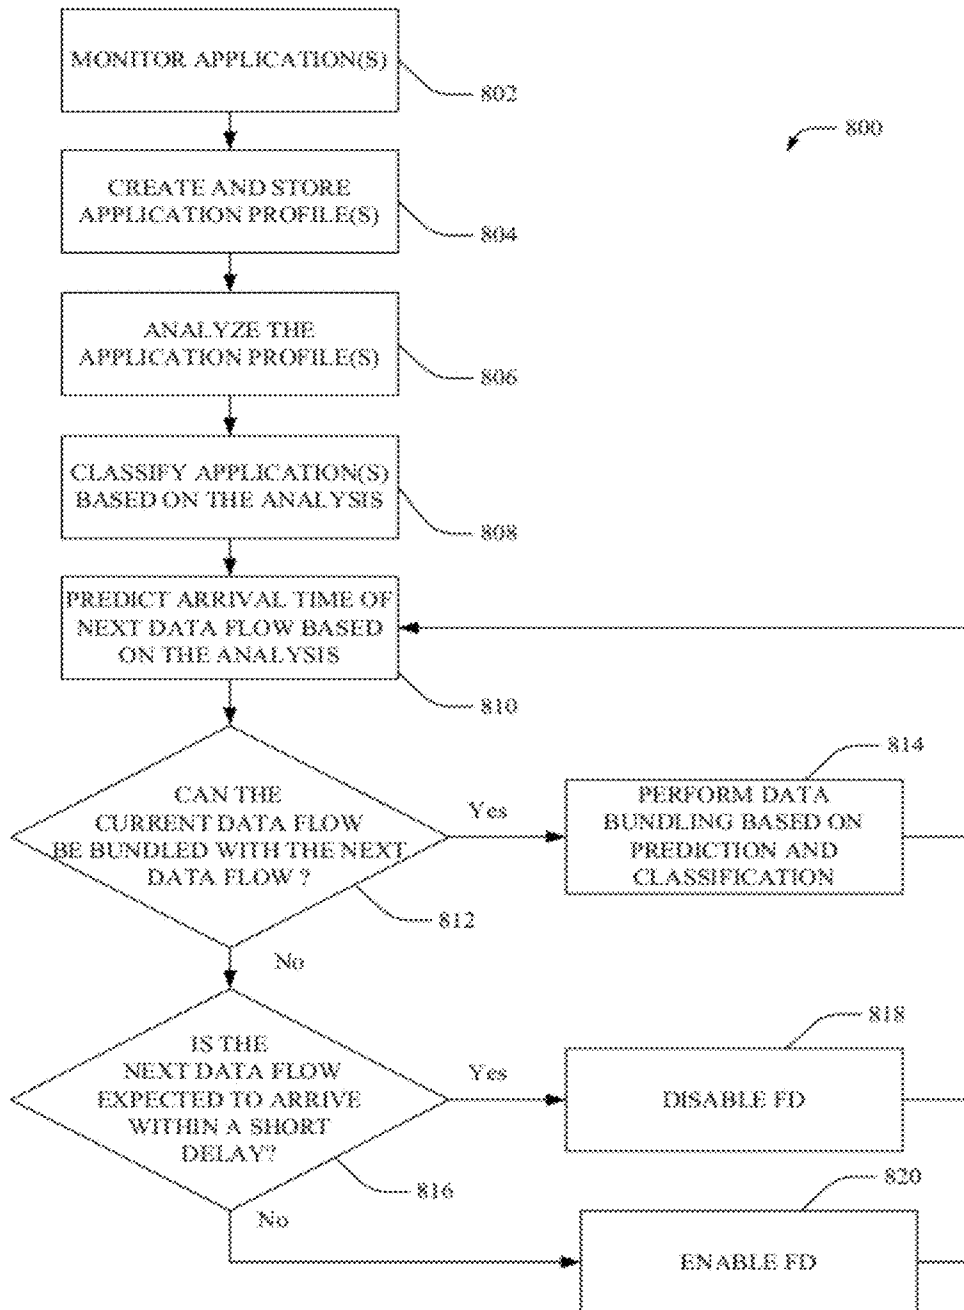 MONITOR APPLICATION(S)
802
800
CREATE AND STORE
APPLICATION PROFILE(S)
804
ANALYZE THE
APPLICATION PROFILE(S)
806
CLASSIFY APPLICATION(S)
BASED ON THE ANALYSIS
808
PREDICT ARRIVAL TIME OF
NEXT DATA FLOW BASED
ON THE ANALYSIS
810
CAN THE
CURRENT DATA FLOW
BE BUNDLED WITH THE NEXT
DATA FLOW ?
812
Yes
814
PERFORM DATA
BUNDLING BASED ON
PREDICTION AND
CLASSIFICATION
No
IS THE
NEXT DATA FLOW
EXPECTED TO ARRIVE
WITHIN A SHORT
DELAY?
816
Yes
818
DISABLE FD
No
820
ENABLE FD